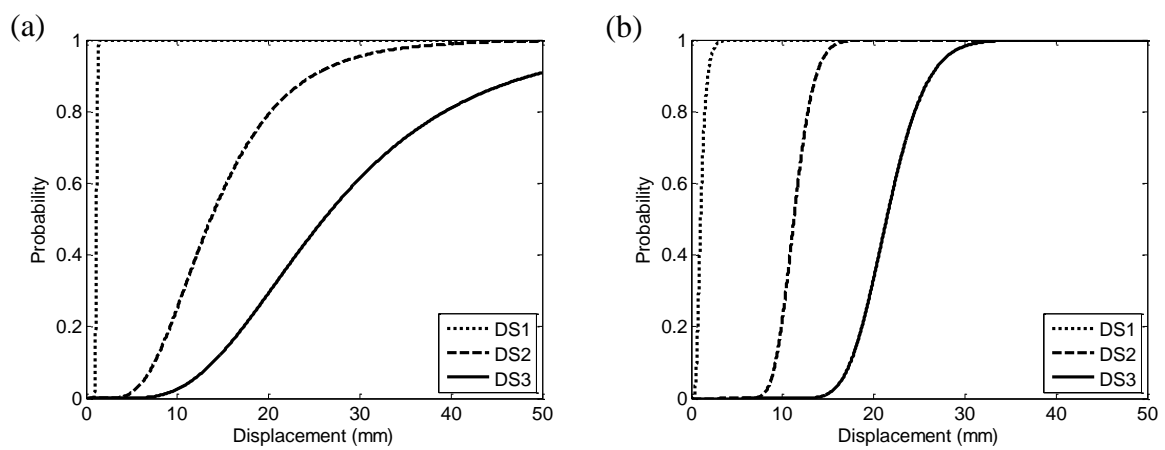 (a)
1
0.8
0.6
0.4
0.2
0
Probability
0 10 20 30 40 50
Displacement (mm)
DS1
DS2
DS3
(b)
1
0.8
0.6
0.4
0.2
0
Probability
0 10 20 30 40 50
Displacement (mm)
DS1
DS2
DS3